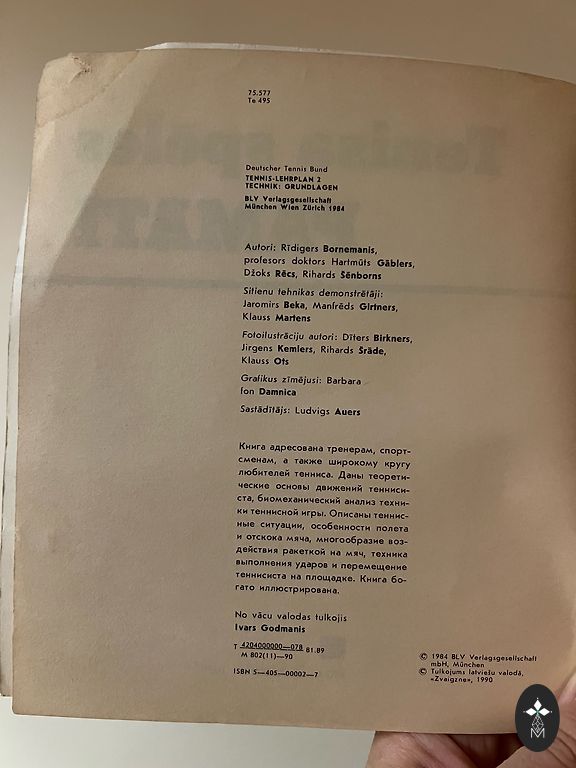 75.577
Te 495
Deutscher Tennis Bund
TENNIS-LEHRPLAN 2
TECHNIK: GRUNDLAGEN
BLV Verlagsgesellschaft
München Wien Zürich 1984
Autori: Rīdigers Bornemanis,
profesors doktors Hartmūts Gāblers,
Džoks Rēcs, Rihards Šēnborns
Sitienu tehnikas demonstrētāji:
Jaromirs Beka, Manfrēds Girtners,
Klauss Martens
Fotoilustrāciju autori: Dīters Birkners,
Jirgens Kemlers, Rihards Šrāde,
Klauss Ots
Grafikus zīmējusi: Barbara
fon Damnica
Sastādītājs: Ludvigs Auers
Книга адресована тренерам, спорт-
сменам, а также широкому кругу
любителей тенниса. Даны теорети-
ческие основы движений тенниси-
ста, биомеханический анализ техни-
ки теннисной игры. Описаны теннис-
ные ситуации, особенности полета
и отскока мяча, многообразие воз-
действия ракеткой на мяч, техника
выполнения ударов и перемещение
теннисиста на площадке. Книга бо-
гато иллюстрирована.
No vācu valodas tulkojis
Ivars Godmanis
T 4204000000—078 81.89
M 802(11)—90
ISBN 5—405—00002—7
© 1984 BLV Verlagsgesellschaft
mbH, München
© Tulkojums latviešu valodā,
«Zvaigzne», 1990